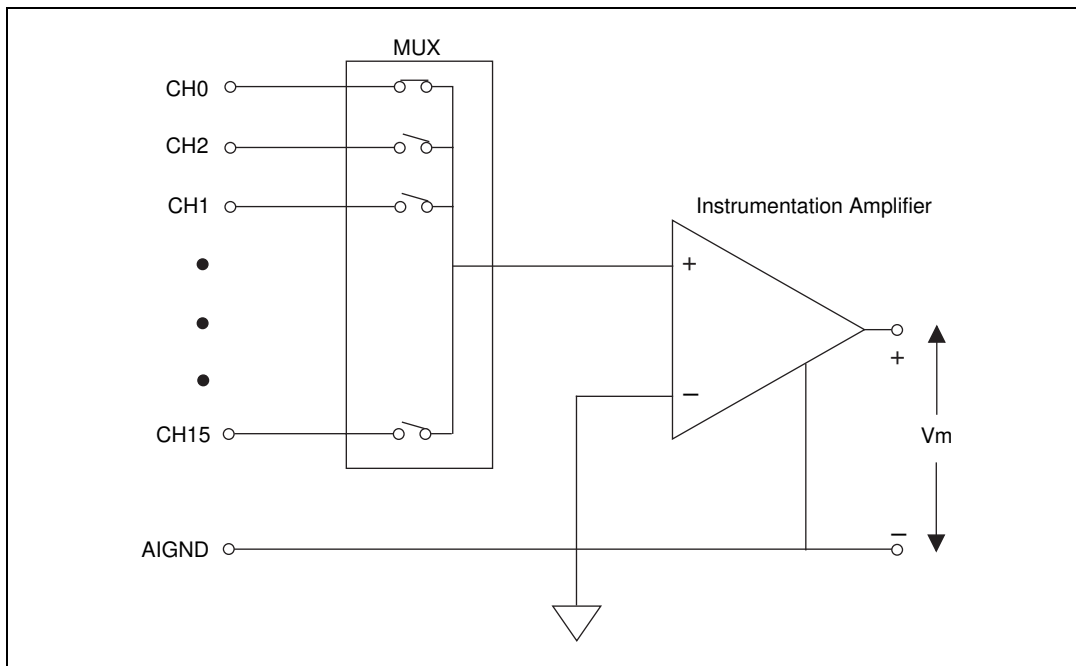 MUX
CH0
CH2
CH1
Instrumentation Amplifier
+
−
+
Vm
CH15
AIGND
−